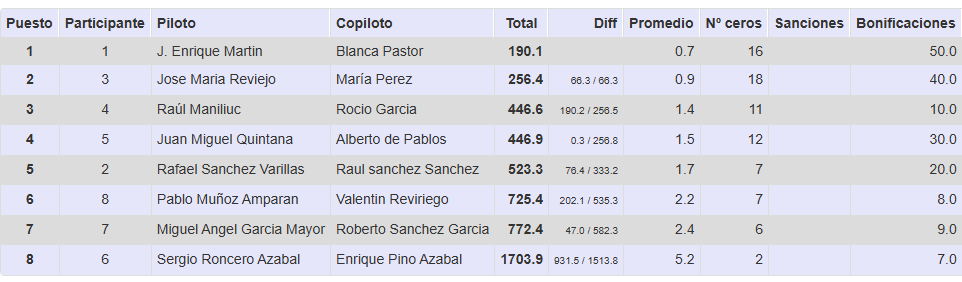 Puesto Participante Piloto Copiloto Total Diff Promedio Nº ceros Sanciones Bonificaciones
1 1 J. Enrique Martin Blanca Pastor 190.1 0.7 16 50.0
2 3 Jose Maria Reviejo María Perez 256.4 66.3 / 66.3 0.9 18 40.0
3 4 Raúl Maniliuc Rocio Garcia 446.6 190.2 / 256.5 1.4 11 10.0
4 5 Juan Miguel Quintana Alberto de Pablos 446.9 0.3 / 256.8 1.5 12 30.0
5 2 Rafael Sanchez Varillas Raul sanchez Sanchez 523.3 76.4 / 333.2 1.7 7 20.0
6 8 Pablo Muñoz Amparan Valentin Reviriego 725.4 202.1 / 535.3 2.2 7 8.0
7 7 Miguel Angel Garcia Mayor Roberto Sanchez Garcia 772.4 47.0 / 582.3 2.4 6 9.0
8 6 Sergio Roncero Azabal Enrique Pino Azabal 1703.9 931.5 / 1513.8 5.2 2 7.0